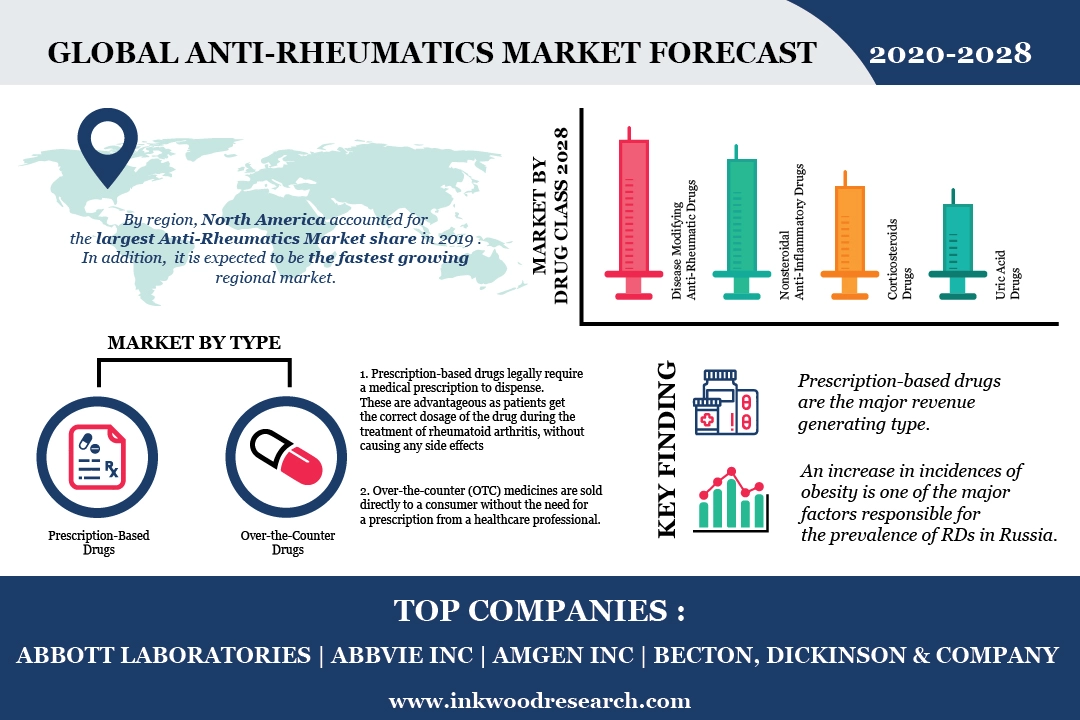 GLOBAL ANTI-RHEUMATICS MARKET FORECAST
2020-2028
By region, North America accounted for
the largest Anti-Rheumatics Market share in 2019 .
In addition, it is expected to be the fastest growing
regional market.
MARKET BY
DRUG CLASS 2028
Disease Modifying
Anti-Rheumatic Drugs
Nonsteroidal
Anti-Inflammatory Drugs
Corticosteroids
Drugs
Uric Acid
Drugs
MARKET BY TYPE
Rx
Prescription-Based
Drugs
Over-the-Counter
Drugs
1. Prescription-based drugs legally require
a medical prescription to dispense.
These are advantageous as patients get
the correct dosage of the drug during the
treatment of rheumatoid arthritis, without
causing any side effects
2. Over-the-counter (OTC) medicines are sold
directly to a consumer without the need for
a prescription from a healthcare professional.
KEY FINDING
Prescription-based drugs
are the major revenue
generating type.
An increase in incidences of
obesity is one of the major
factors responsible for
the prevalence of RDs in Russia.
TOP COMPANIES :
ABBOTT LABORATORIES | ABBVIE INC | AMGEN INC | BECTON, DICKINSON & COMPANY
www.inkwoodresearch.com